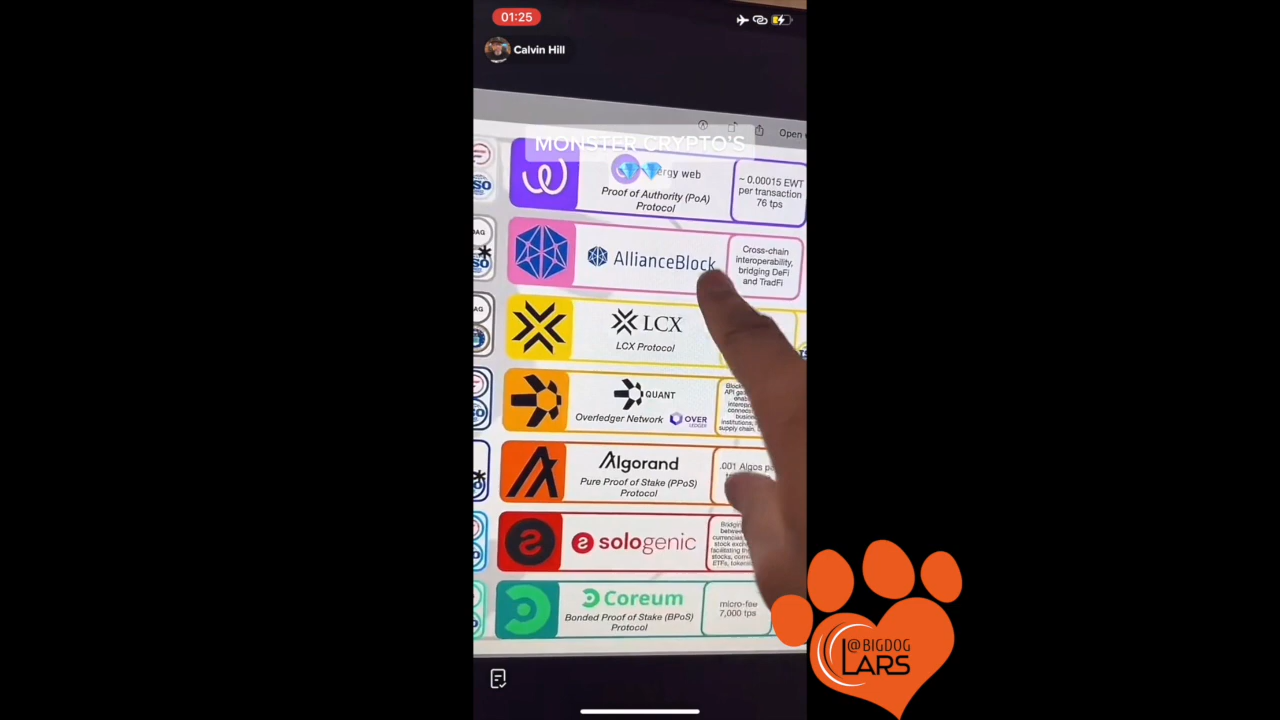 01:25
Calvin Hill
Open
MONSTER CRYPTO'S
ergy web
Proof of Authority (PoA)
Protocol
~ 0.00015 EWT
per transaction
76 tps
AllianceBlock
Cross-chain
interoperability,
bridging DeFi
and TradFi
LCX
LCX Protocol
QUANT
Overledger Network
OVER
LEDGER
Algorand
Pure Proof of Stake (PPoS)
Protocol
.001 Algos
sologenic
Coreum
Bonded Proof of Stake (BPoS)
Protocol
micro-fee
7,000 tps
@BIGDOG
LARS